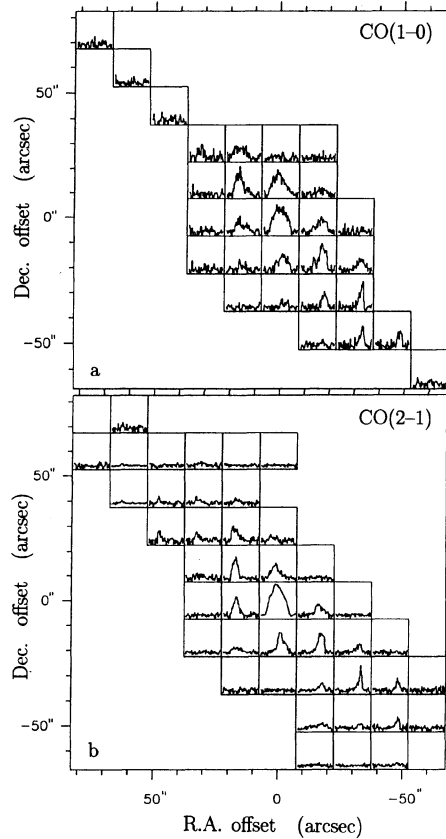 CO(1–0)
50"
0"
−50"
Dec. offset (arcsec)
a
CO(2–1)
50"
0"
−50"
Dec. offset (arcsec)
b
50" 0 −50"
R.A. offset (arcsec)